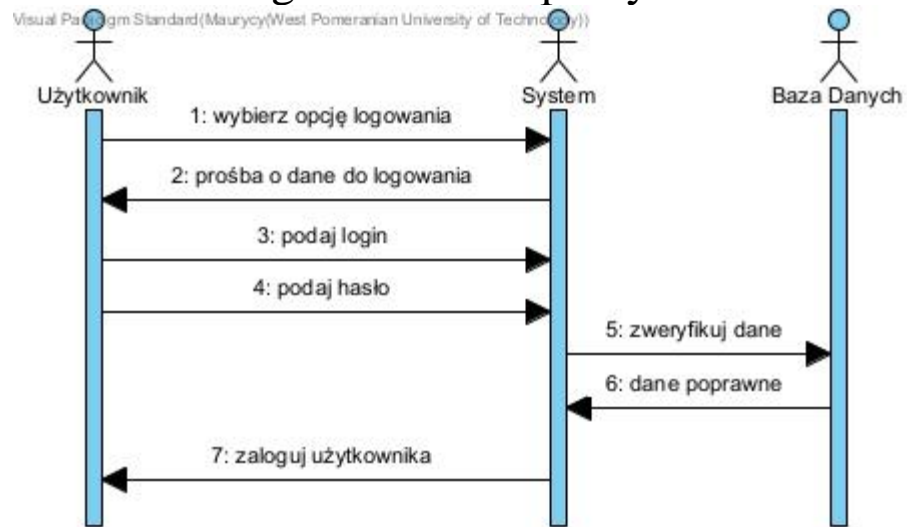 Visual Paradigm Standard(Maurycy(West Pomeranian University of Technology))
Użytkownik
System
Baza Danych
1: wybierz opcję logowania
2: prośba o dane do logowania
3: podaj login
4: podaj hasło
5: zweryfikuj dane
6: dane poprawne
7: zaloguj użytkownika